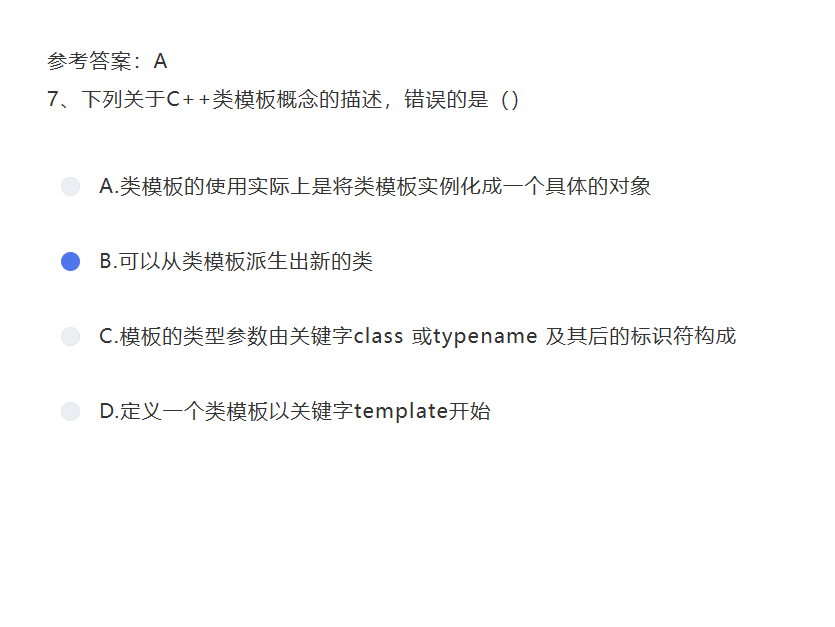 参考答案：A
7、下列关于C++类模板概念的描述，错误的是（）
A.类模板的使用实际上是将类模板实例化成一个具体的对象
B.可以从类模板派生出新的类
C.模板的类型参数由关键字class 或typename 及其后的标识符构成
D.定义一个类模板以关键字template开始